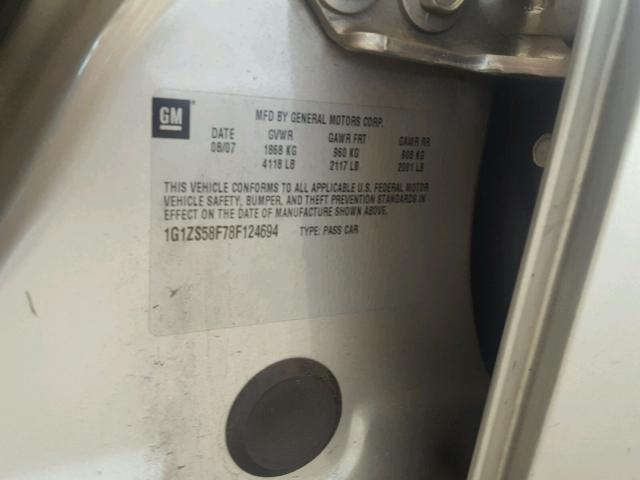 GM
MFD BY GENERAL MOTORS CORP.
DATE GVWR GAWR FRT GAWR RR
08/07 1868 KG 960 KG 908 KG
4118 LB 2117 LB 2001 LB
THIS VEHICLE CONFORMS TO ALL APPLICABLE U.S. FEDERAL MOTOR
VEHICLE SAFETY, BUMPER, AND THEFT PREVENTION STANDARDS IN
EFFECT ON THE DATE OF MANUFACTURE SHOWN ABOVE.
1G1ZS58F78F124694 TYPE: PASS CAR